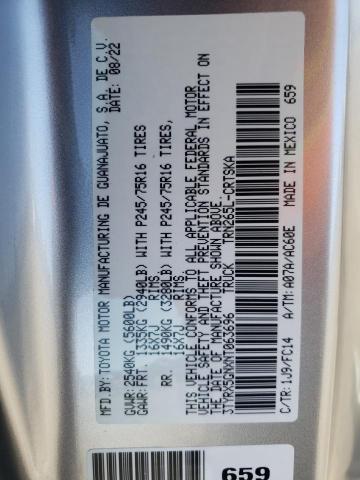 MFD.BY: TOYOTA MOTOR MANUFACTURING DE GUANAJUATO, S.A. DE C.V.
DATE: 08/22
GVWR: 2540KG (5600LB)
GAWR: FRT. 1335KG (2940LB) WITH P245/75R16 TIRES
16X7J RIMS,
RR. 1490KG (3280LB) WITH P245/75R16 TIRES,
16X7J RIMS.
THIS VEHICLE CONFORMS TO ALL APPLICABLE FEDERAL MOTOR
VEHICLE SAFETY AND THEFT PREVENTION STANDARDS IN EFFECT ON
THE DATE OF MANUFACTURE SHOWN ABOVE.
3TYRX5GNXNT063696 TRUCK TRN265L-CRTSKA
659
C/TR: 1J9/FC14 A/TM: A07A/AC60E MADE IN MEXICO
659